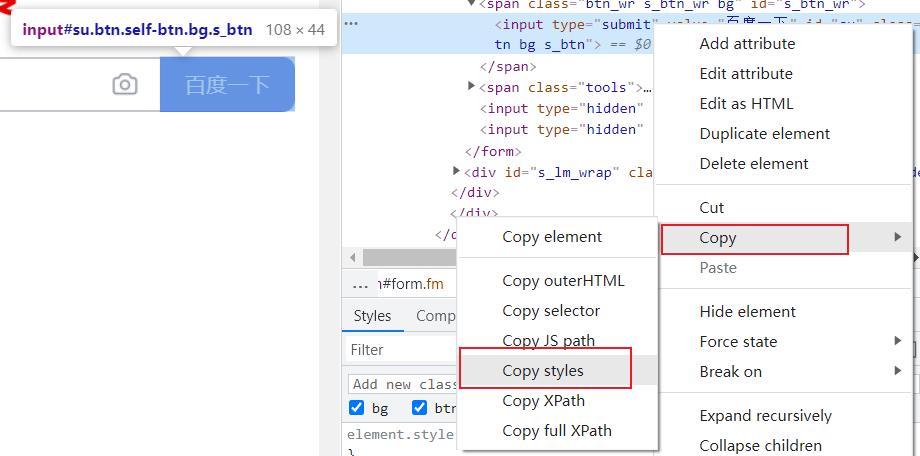 <span class="btn_wr s_btn_wr bg" id="s_btn_wr">
input#su.btn.self-btn.bg.s_btn 108 × 44
<input type="submit" value="百度一下" id="su" class=
tn bg s_btn"> == $0
</span>
<span class="tools">…
<input type="hidden"
<input type="hidden"
</form>
<div id="s_lm_wrap" cla
</div>
</div>
</d
百度一下
Add attribute
Edit attribute
Edit as HTML
Duplicate element
Delete element
Cut
Copy
Paste
Hide element
Force state
Break on
Expand recursively
Collapse children
Copy element
Copy outerHTML
Copy selector
Copy JS path
Copy styles
Copy XPath
Copy full XPath
… #form.fm
Styles Comp
Filter
Add new clas
bg btn
element.style
}